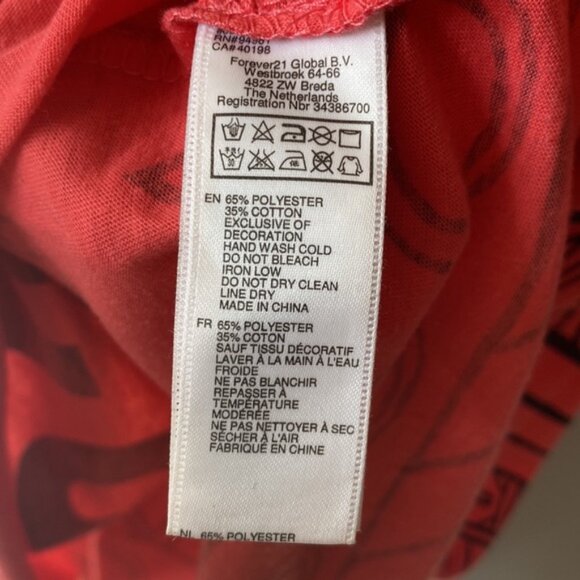 RN#94961
CA#40198
Forever21 Global B.V.
Westbroek 64-66
4822 ZW Breda
The Netherlands
Registration Nbr 34386700
EN 65% POLYESTER
35% COTTON
EXCLUSIVE OF
DECORATION
HAND WASH COLD
DO NOT BLEACH
IRON LOW
DO NOT DRY CLEAN
LINE DRY
MADE IN CHINA
FR 65% POLYESTER
35% COTON
SAUF TISSU DÉCORATIF
LAVER À LA MAIN À L'EAU
FROIDE
NE PAS BLANCHIR
REPASSER À
TEMPÉRATURE
MODÉRÉE
NE PAS NETTOYER À SEC
SÉCHER À L'AIR
FABRIQUÉ EN CHINE
NL 65% POLYESTER